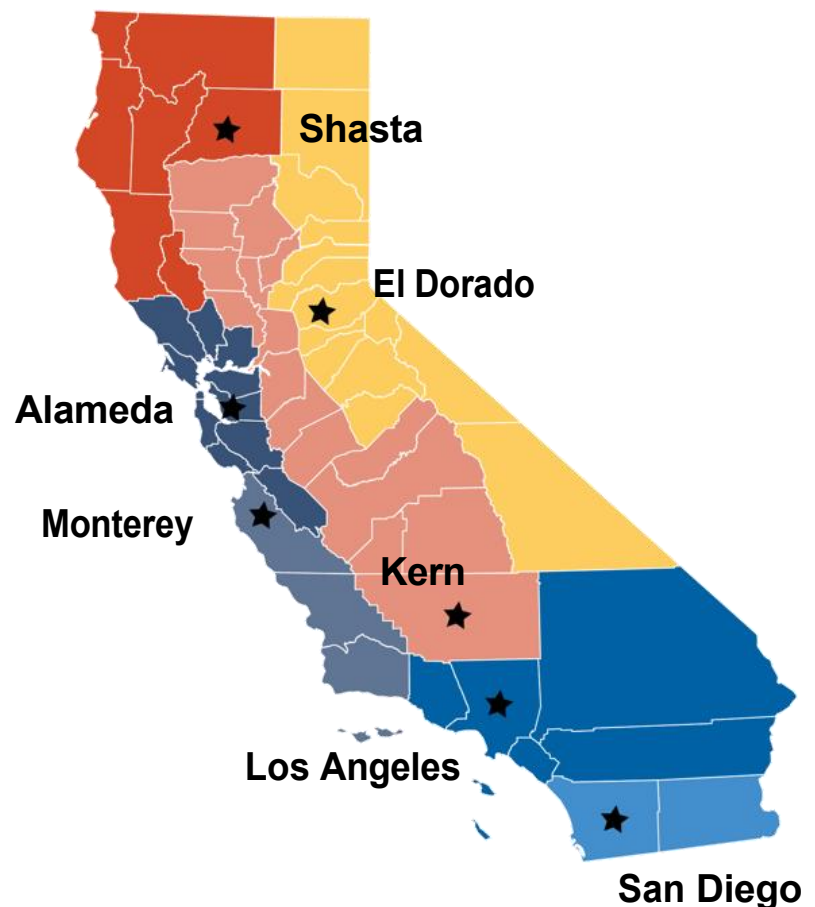 Shasta
El Dorado
Alameda
Monterey
Kern
Los Angeles
San Diego